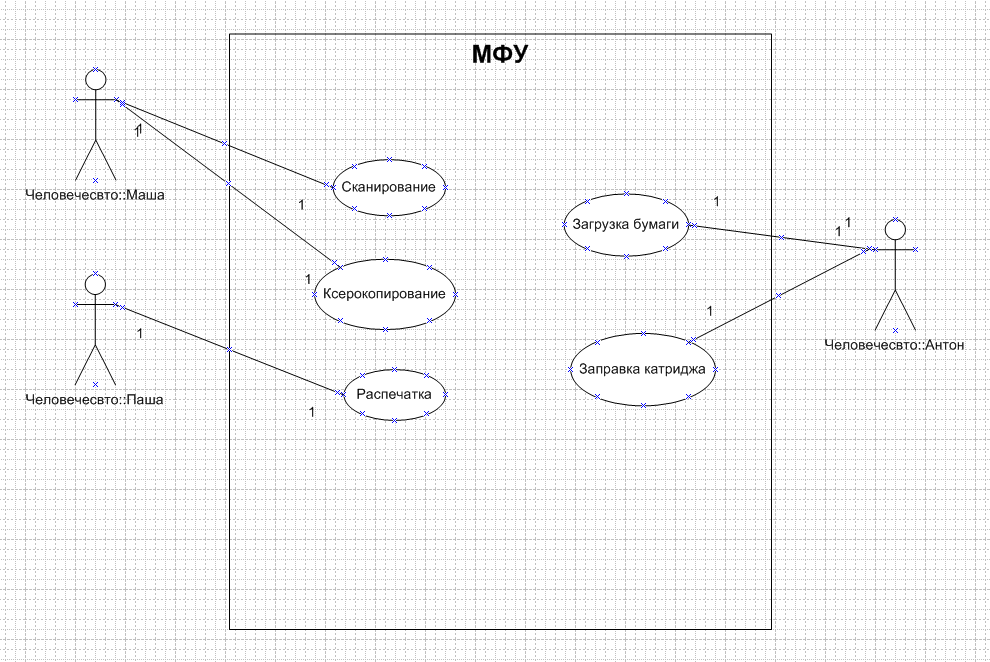 МФУ
1
1
Сканирование
Человечесвто::Маша
1
1
Загрузка бумаги
1
1
1
Ксерокопирование
1
Заправка катриджа
Человечесвто::Антон
1
Распечатка
Человечесвто::Паша
1